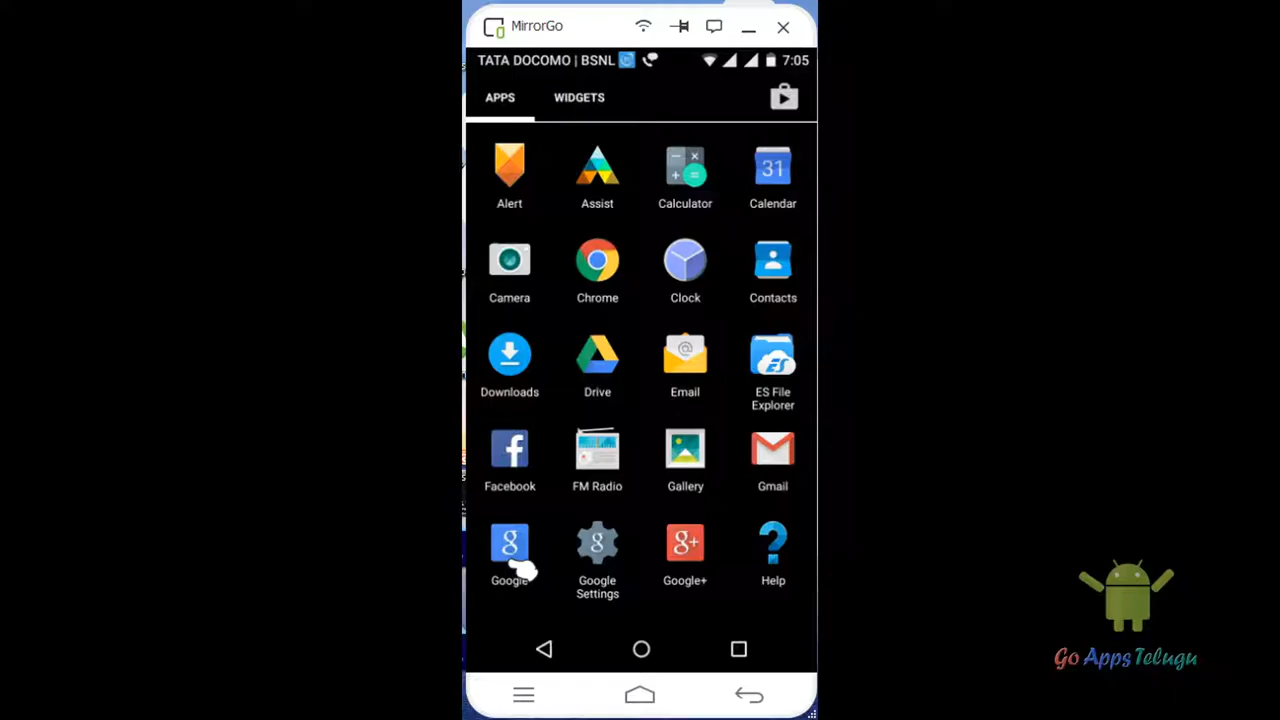 MirrorGo
TATA DOCOMO | BSNL 7:05
APPS WIDGETS
31
Alert Assist Calculator Calendar
Camera Chrome Clock Contacts
@
ES
Downloads Drive Email ES File
Explorer
f
Facebook FM Radio Gallery Gmail
g g g+ ?
Google Google
Settings Google+ Help
Go Apps Telugu